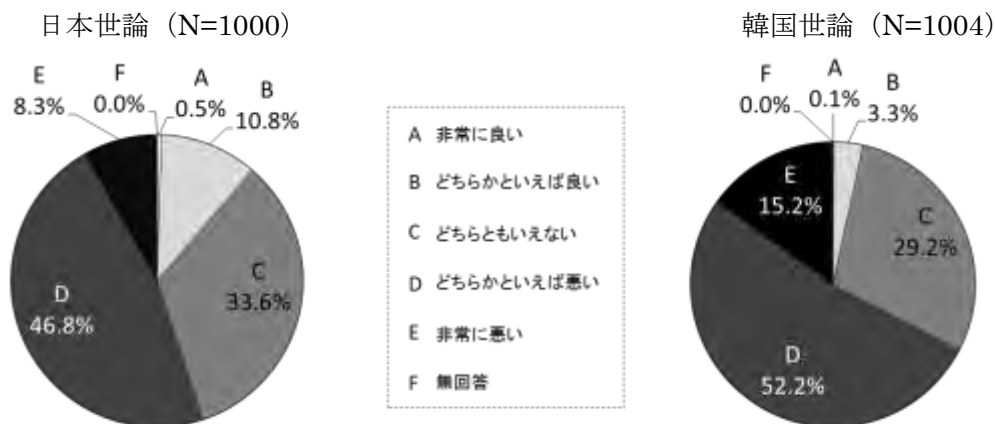 日本世論（N=1000）
韓国世論（N=1004）
E
8.3%
F
0.0%
A
0.5%
B
10.8%
C
33.6%
D
46.8%
A 非常に良い
B どちらかといえば良い
C どちらともいえない
D どちらかといえば悪い
E 非常に悪い
F 無回答
F
0.0%
A
0.1%
B
3.3%
E
15.2%
C
29.2%
D
52.2%